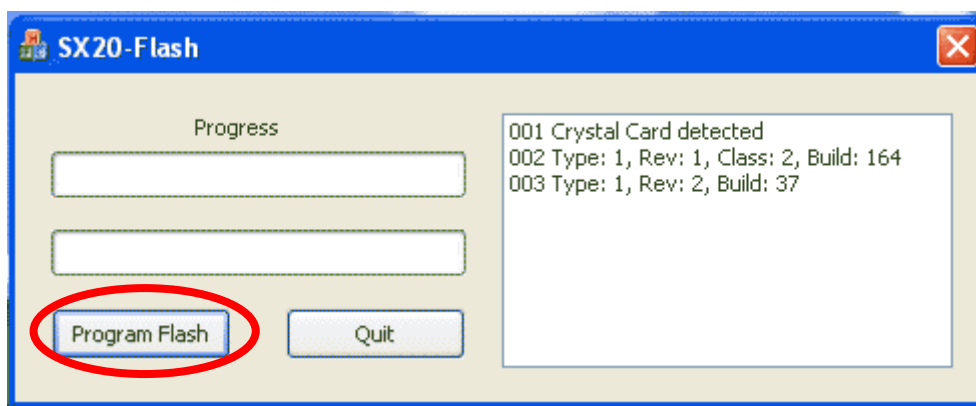 SX20-Flash
Progress
001 Crystal Card detected
002 Type: 1, Rev: 1, Class: 2, Build: 164
003 Type: 1, Rev: 2, Build: 37
Program Flash
Quit